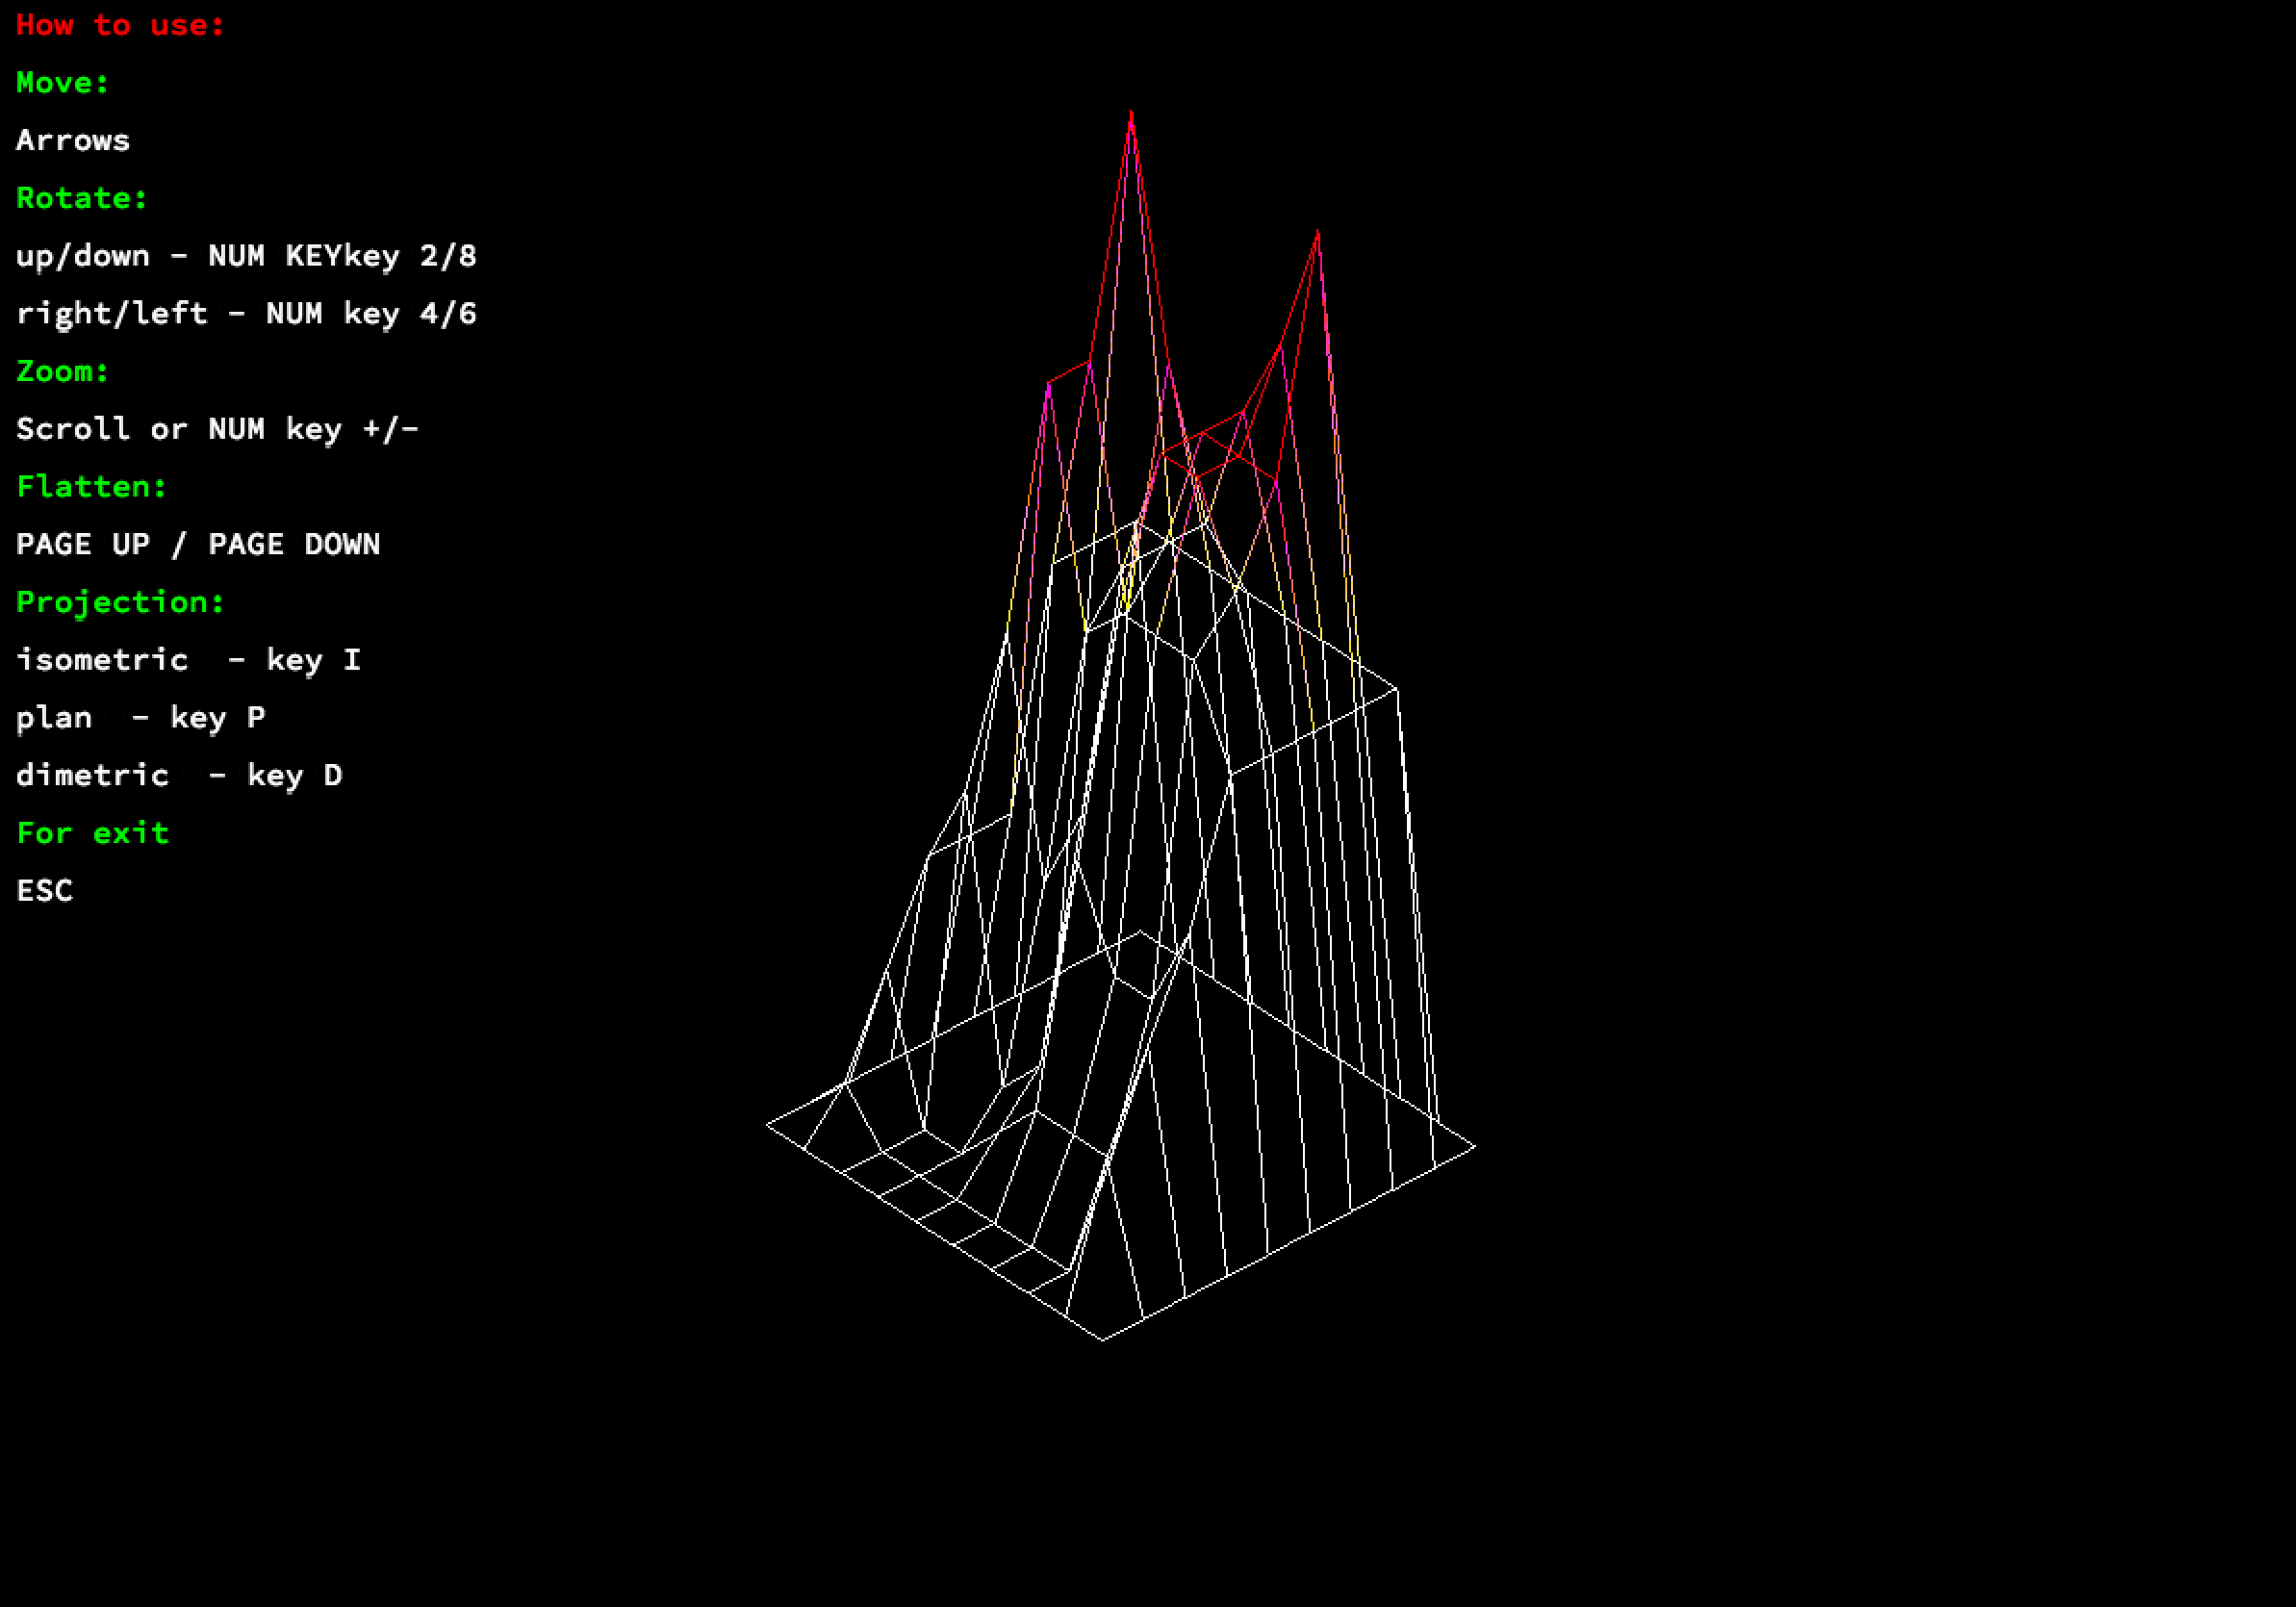 How to use:
Move:
Arrows
Rotate:
up/down - NUM KEYkey 2/8
right/left - NUM key 4/6
Zoom:
Scroll or NUM key +/-
Flatten:
PAGE UP / PAGE DOWN
Projection:
isometric  - key I
plan  - key P
dimetric  - key D
For exit
ESC